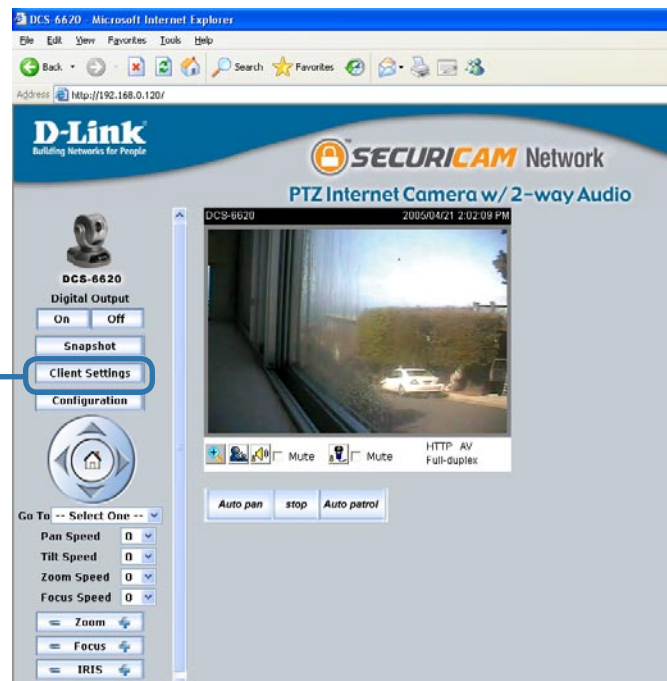 DCS-6620 - Microsoft Internet Explorer
File Edit View Favorites Tools Help
Back Search Favorites
Address http://192.168.0.120/
D-Link
Building Networks for People
SECURICAM Network
PTZ Internet Camera w/ 2-way Audio
DCS-6620 2005/04/21 2:02:09 PM
DCS-6620
Digital Output
On Off
Snapshot
Client Settings
Configuration
Mute Mute HTTP AV
Full-duplex
Auto pan stop Auto patrol
Go To -- Select One --
Pan Speed 0
Tilt Speed 0
Zoom Speed 0
Focus Speed 0
Zoom
Focus
IRIS